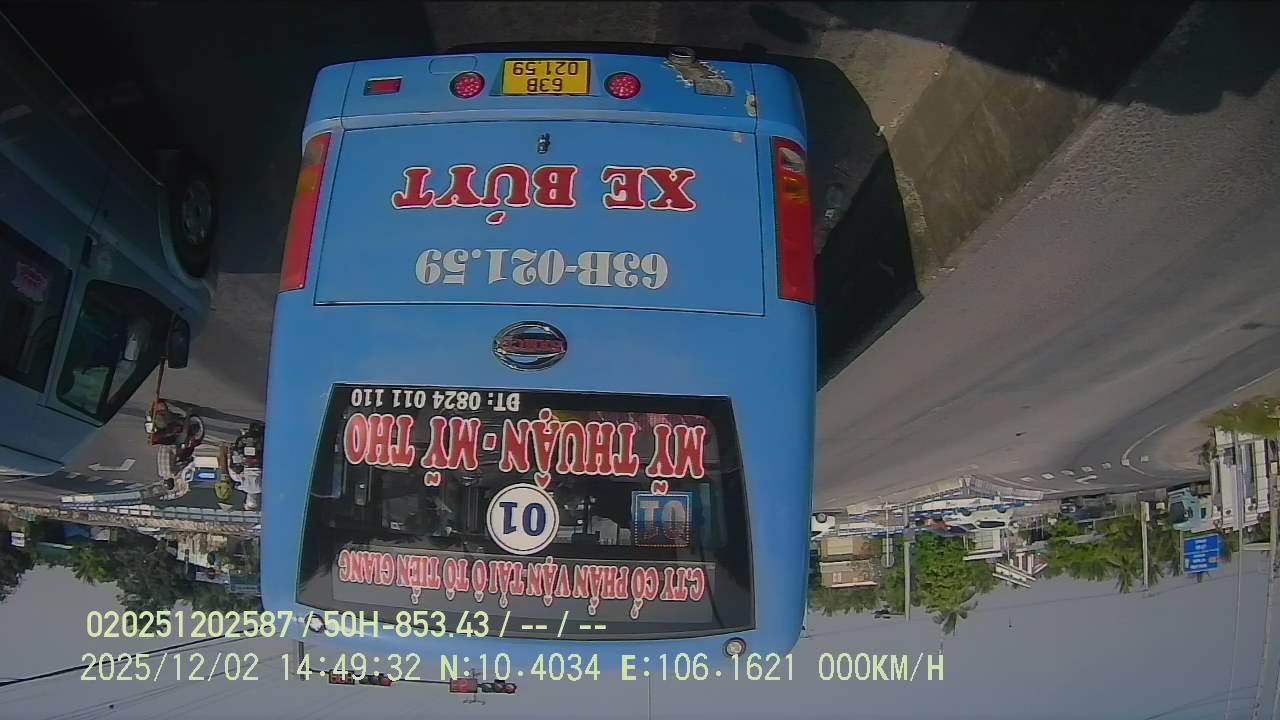 C.TY CỔ PHẦN VẬN TẢI Ô TÔ TIỀN GIANG
01
01
MỸ THUẬN - MỸ THO
ĐT: 0824 011 110
63B-021.59
XE BUÝT
63B
021.59
020251202587 / 50H-853.43 / -- / --
2025/12/02 14:49:32 N:10.4034 E:106.1621 000KM/H